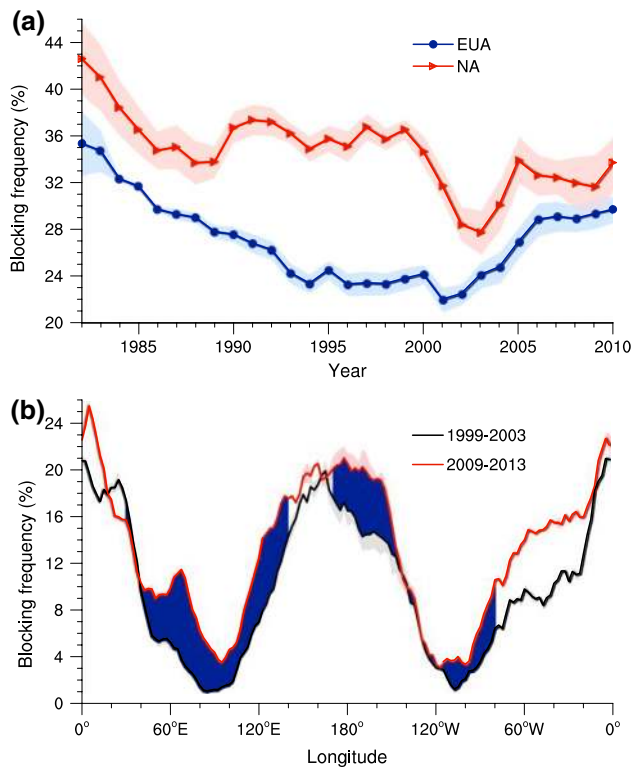 (a)
44
40
36
32
28
24
20
Blocking frequency (%)
EUA
NA
1985 1990 1995 2000 2005 2010
Year
(b)
24
20
16
12
8
4
0
Blocking frequency (%)
1999-2003
2009-2013
0° 60°E 120°E 180° 120°W 60°W 0°
Longitude